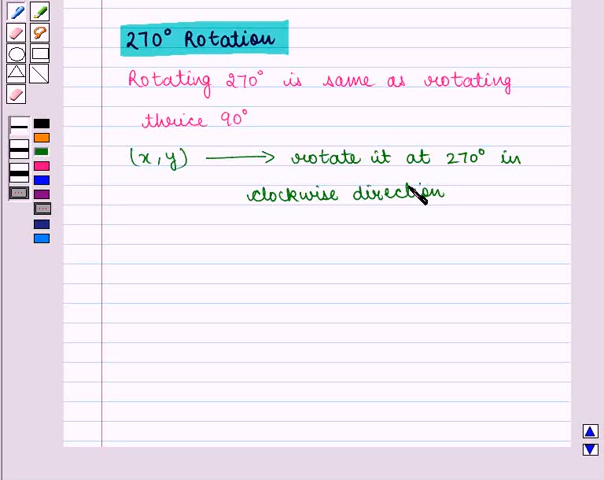 270° Rotation
Rotating 270° is same as rotating
thrice 90°
(x,y) ⟶ rotate it at 270° in
clockwise direction